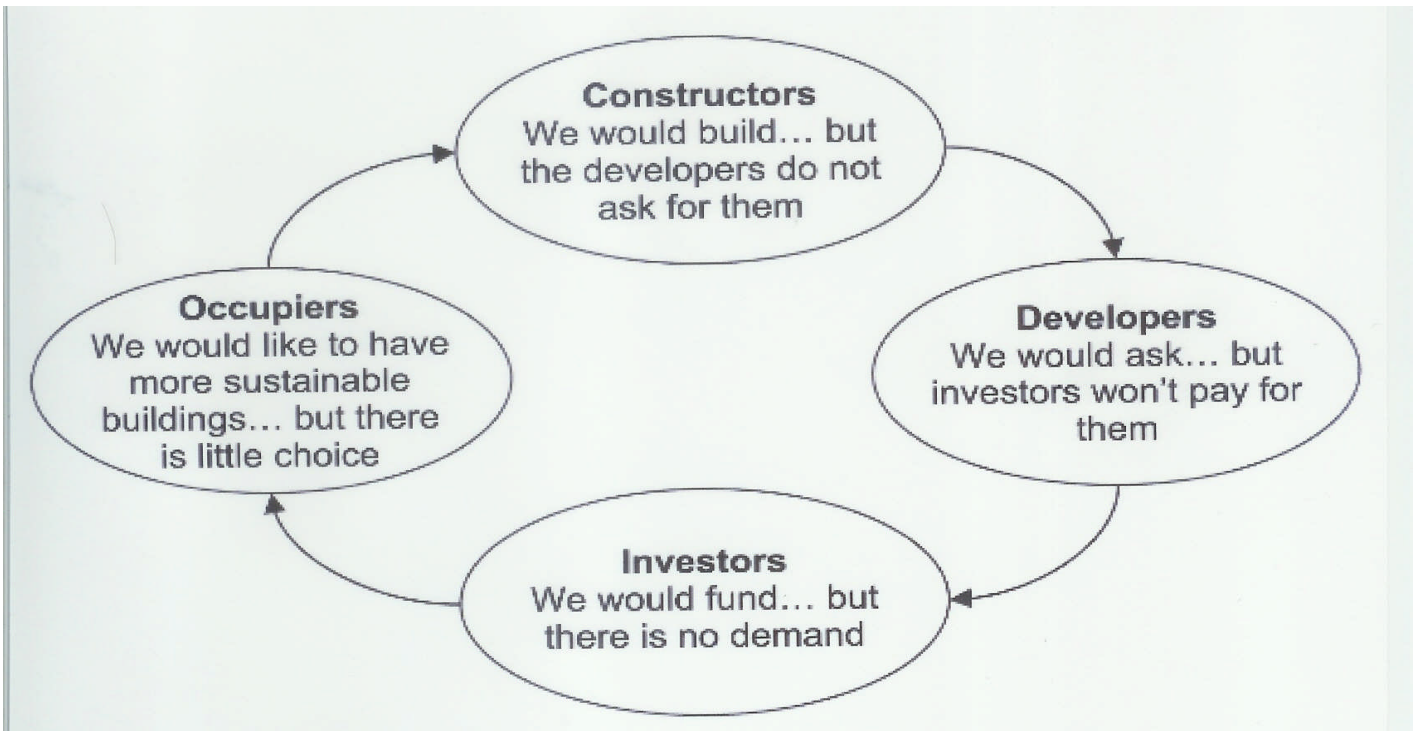 Constructors
We would build... but
the developers do not
ask for them
Occupiers
We would like to have
more sustainable
buildings... but there
is little choice
Developers
We would ask... but
investors won't pay for
them
Investors
We would fund... but
there is no demand